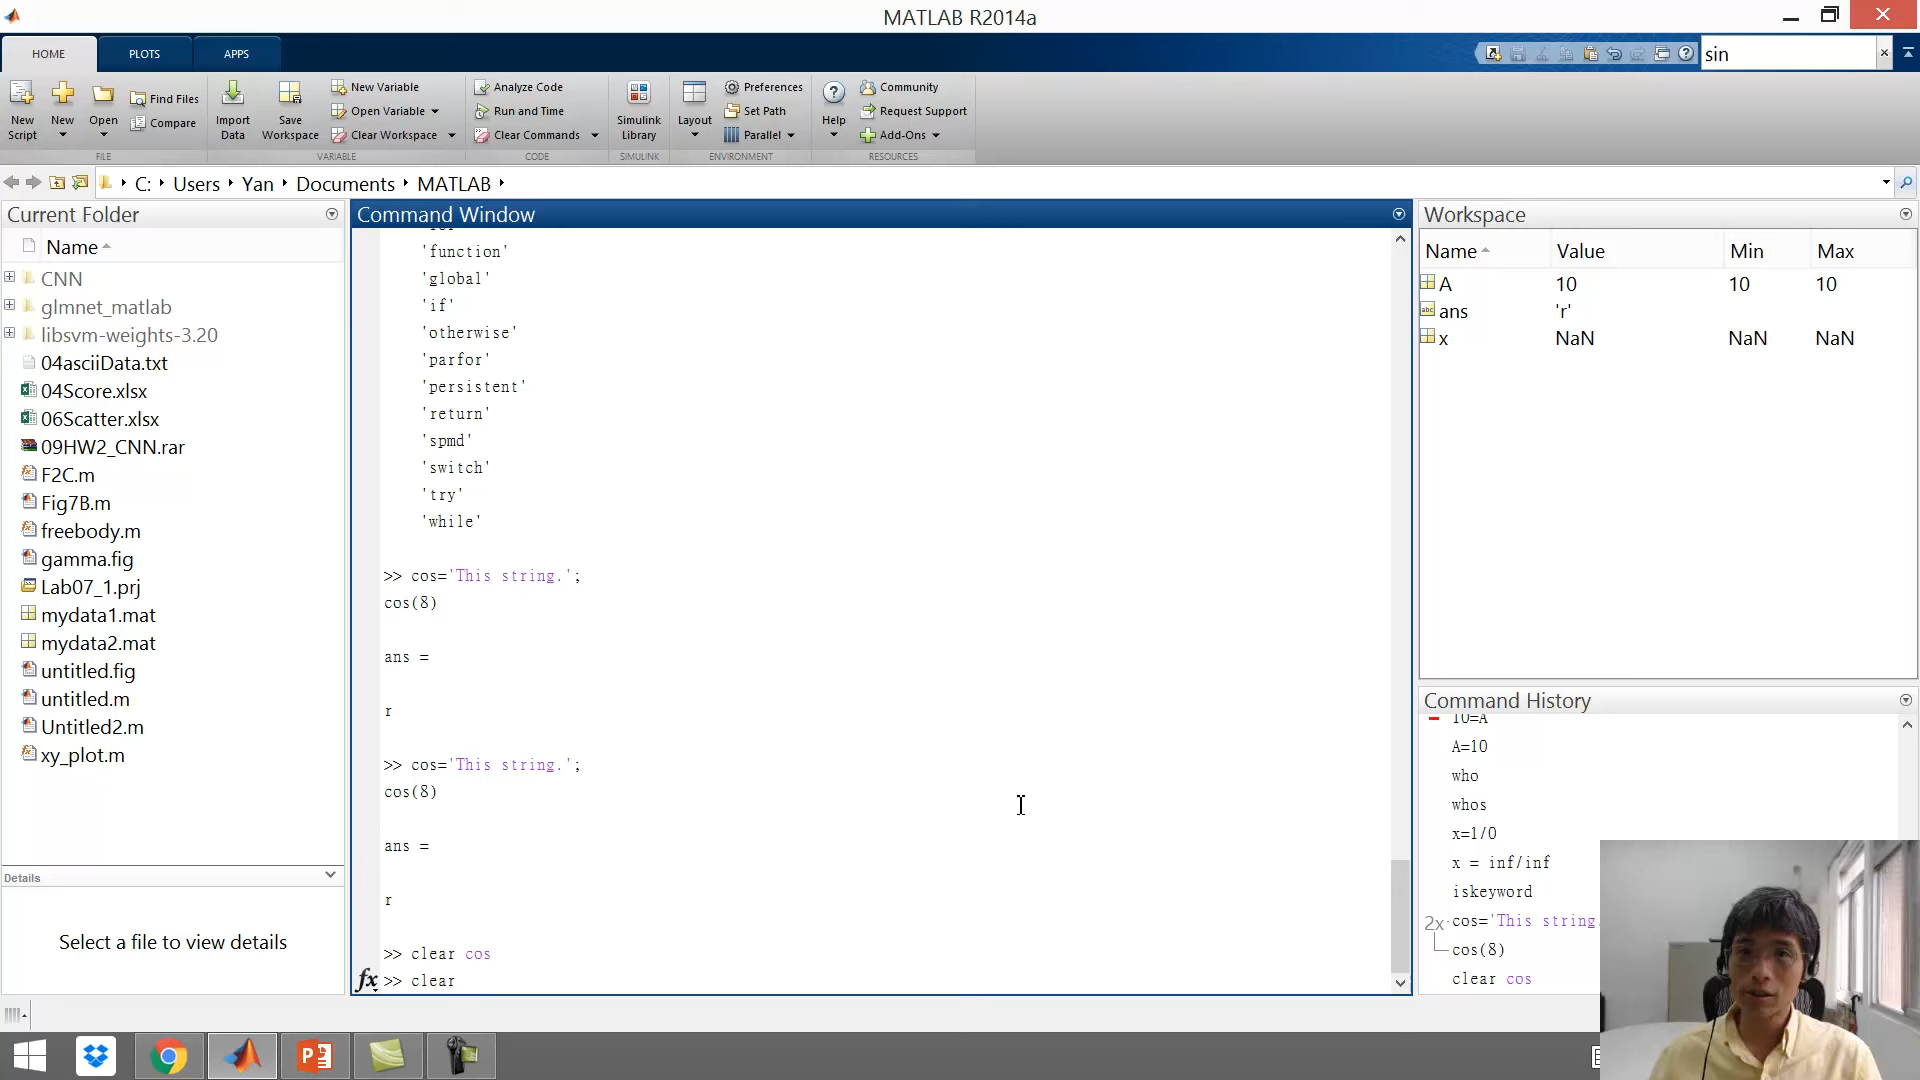 MATLAB R2014a
HOME
PLOTS
APPS
sin
New Script
New
Open
Find Files
Compare
Import Data
Save Workspace
New Variable
Open Variable
Clear Workspace
Analyze Code
Run and Time
Clear Commands
Simulink Library
Layout
Preferences
Set Path
Parallel
Help
Community
Request Support
Add-Ons
FILE
VARIABLE
CODE
SIMULINK
ENVIRONMENT
RESOURCES
C: Users Yan Documents MATLAB
Current Folder
Name
CNN
glmnet_matlab
libsvm-weights-3.20
04asciiData.txt
04Score.xlsx
06Scatter.xlsx
09HW2_CNN.rar
F2C.m
Fig7B.m
freebody.m
gamma.fig
Lab07_1.prj
mydata1.mat
mydata2.mat
untitled.fig
untitled.m
Untitled2.m
xy_plot.m
Details
Select a file to view details
Command Window
'function'
'global'
'if'
'otherwise'
'parfor'
'persistent'
'return'
'spmd'
'switch'
'try'
'while'
>> cos='This string.';
cos(8)
ans =
r
>> cos='This string.';
cos(8)
ans =
r
>> clear cos
fx >> clear
Workspace
Name Value Min Max
A 10 10 10
abc ans 'r'
x NaN NaN NaN
Command History
10=A
A=10
who
whos
x=1/0
x = inf/inf
iskeyword
2x cos='This string.
cos(8)
clear cos